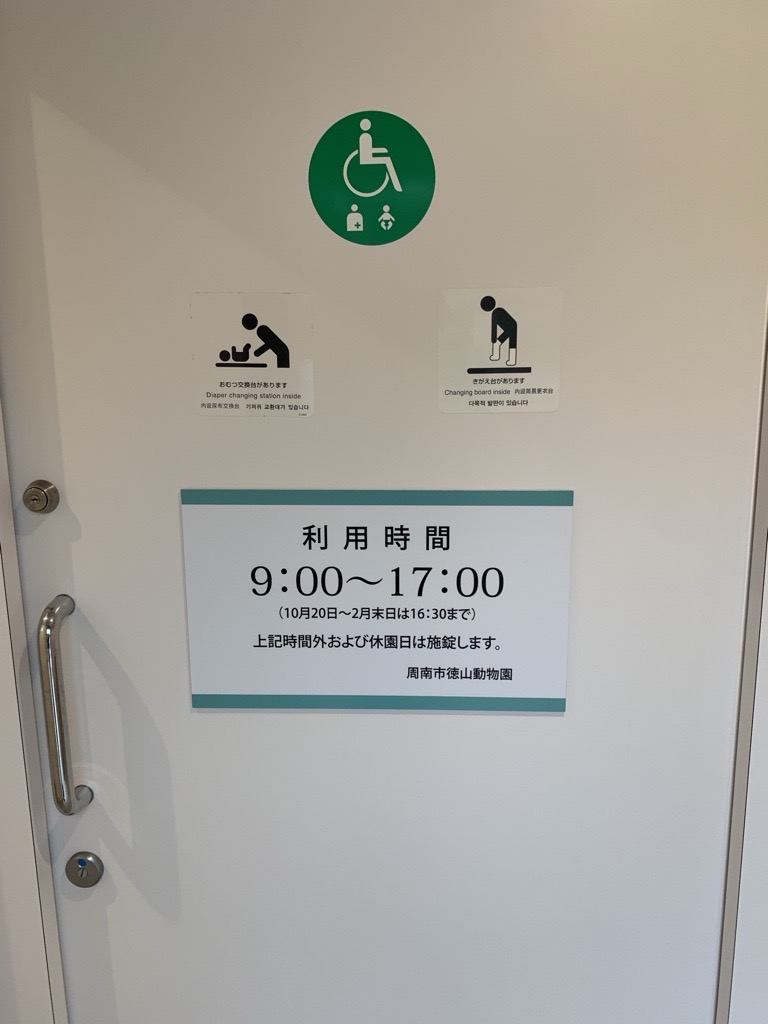 おむつ交換台があります
Diaper changing station inside
内设尿布交换台 기저귀 교환대가 있습니다
きがえ台があります
Changing board inside 内设简易更衣台
다목적 발판이 있습니다
利用時間
9:00～17:00
（10月20日～2月末日は16:30まで）
上記時間外および休園日は施錠します。
周南市徳山動物園